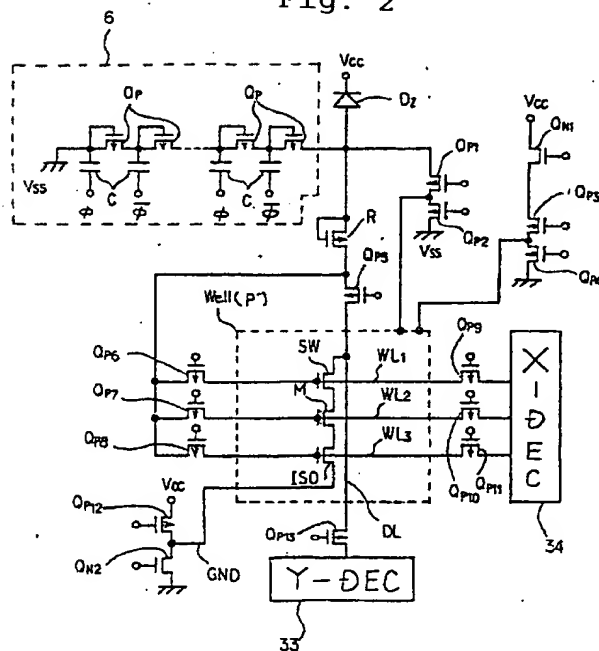 Fig. 2
6
Vcc
Dz
QP QP
Vcc
QN1
QP1
QP3
QP2
QP4
Vss
C C
Vss
φ φ̄ φ φ̄
R
QP5
Well(P⁻)
SW
WL1
QP9
QP6
M
WL2
QP7
WL3
QP8
ISO
QP10
QP11
X-DEC
34
Vcc
QP12
QN2
GND
QP13
DL
Y-DEC
33